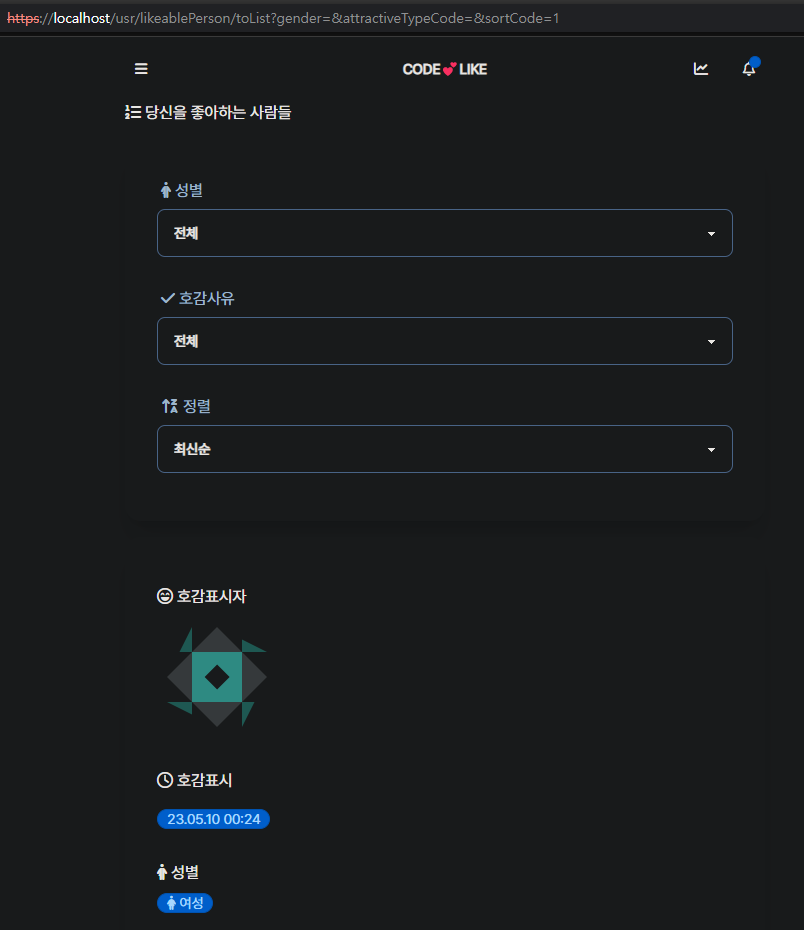 https://localhost/usr/likeablePerson/toList?gender=&attractiveTypeCode=&sortCode=1
CODE💕LIKE
당신을 좋아하는 사람들
성별
전체
호감사유
전체
정렬
최신순
호감표시자
호감표시
23.05.10 00:24
성별
여성